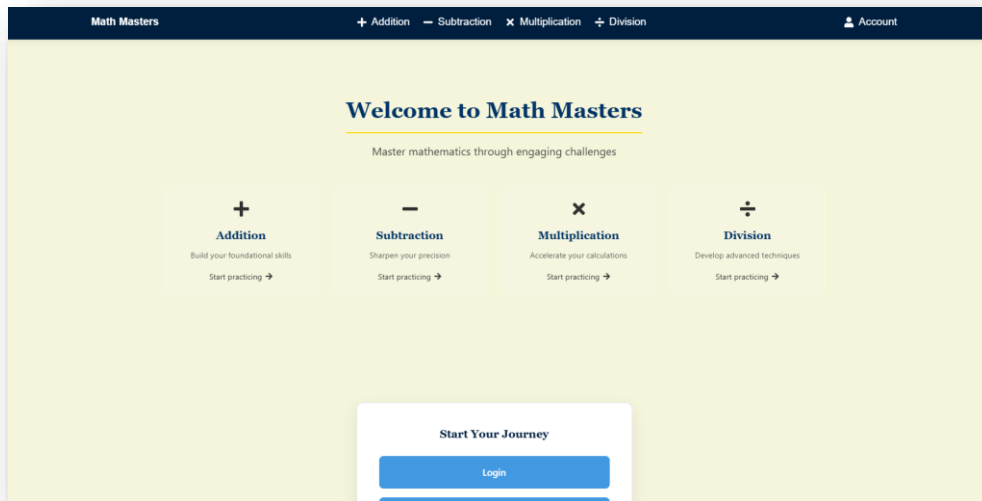 Math Masters
+ Addition
− Subtraction
× Multiplication
÷ Division
Account
Welcome to Math Masters
Master mathematics through engaging challenges
+
Addition
Build your foundational skills
Start practicing →
−
Subtraction
Sharpen your precision
Start practicing →
×
Multiplication
Accelerate your calculations
Start practicing →
÷
Division
Develop advanced techniques
Start practicing →
Start Your Journey
Login